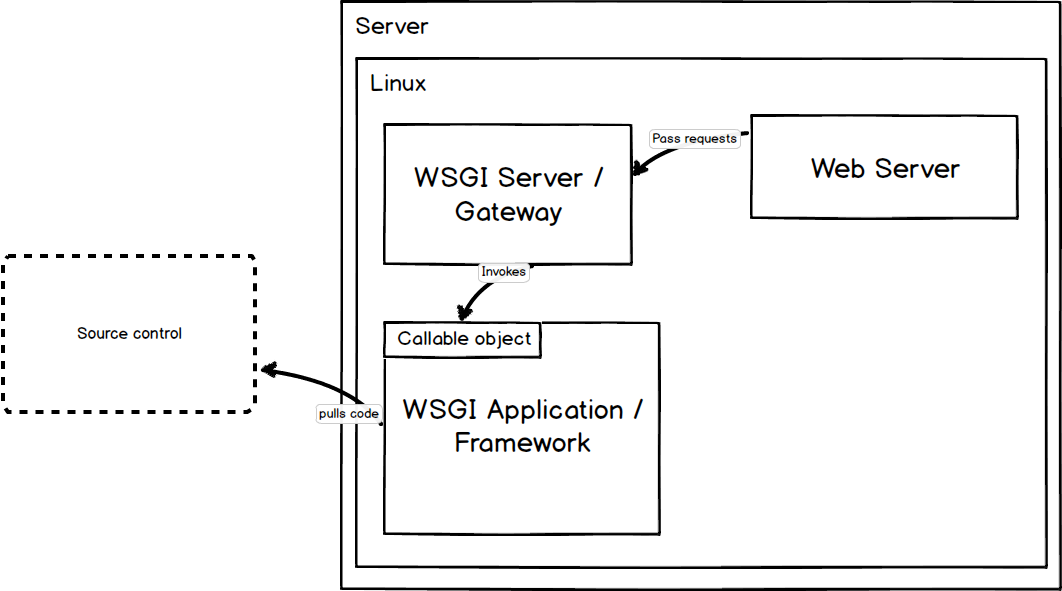 Server
Linux
Pass requests
Web Server
WSGI Server /
Gateway
Invokes
Callable object
Source control
pulls code
WSGI Application /
Framework